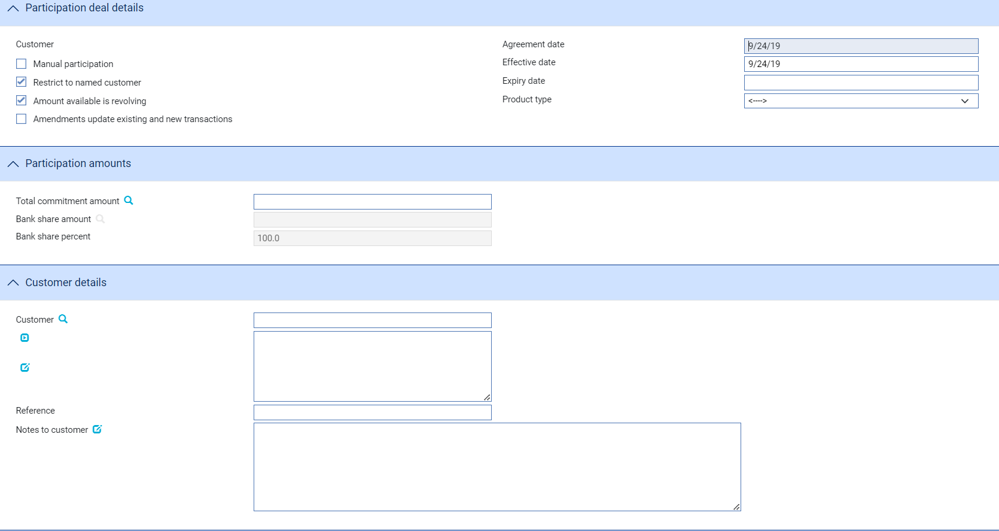 Participation deal details
Customer
Agreement date
9/24/19
Manual participation
Effective date
9/24/19
Restrict to named customer
Expiry date
Amount available is revolving
Product type
<---->
Amendments update existing and new transactions
Participation amounts
Total commitment amount
Bank share amount
Bank share percent
100.0
Customer details
Customer
Reference
Notes to customer